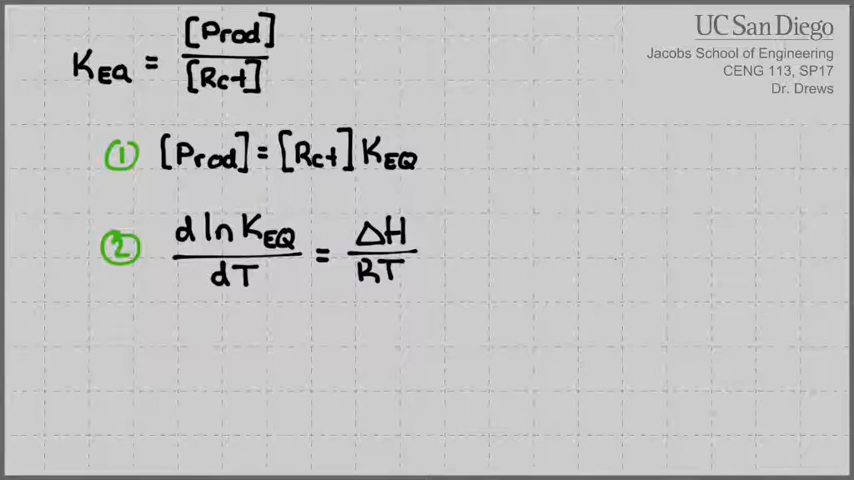 UC San Diego
Jacobs School of Engineering
CENG 113, SP17
Dr. Drews
K_EQ = [Prod] / [Rct]
① [Prod] = [Rct] K_EQ
② d ln K_EQ / dT = ΔH / RT